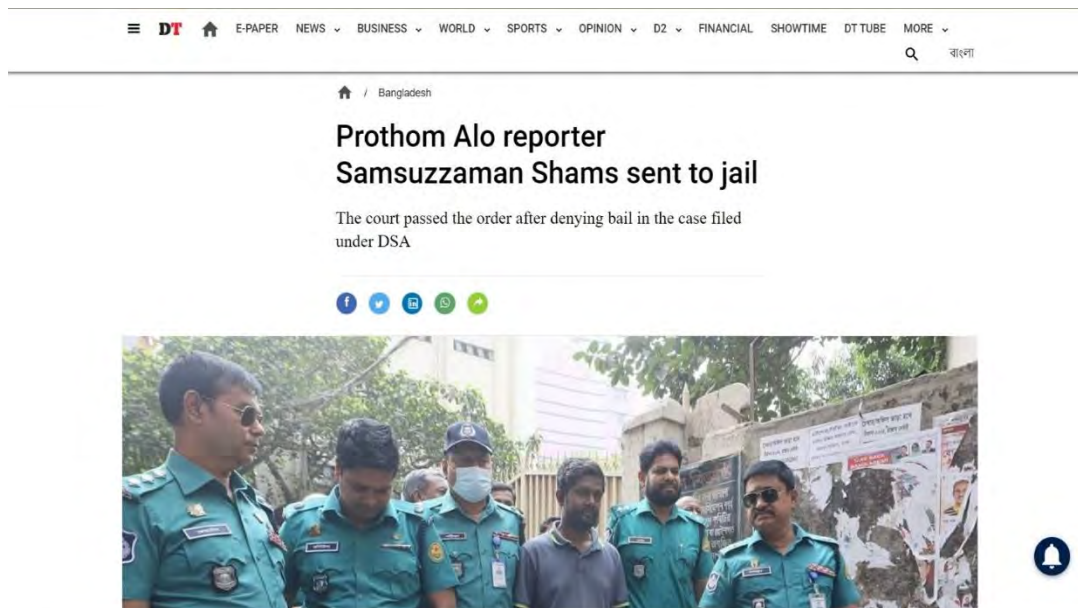 DT E-PAPER NEWS BUSINESS WORLD SPORTS OPINION D2 FINANCIAL SHOWTIME DT TUBE MORE
বাংলা
/ Bangladesh
Prothom Alo reporter
Samsuzzaman Shams sent to jail
The court passed the order after denying bail in the case filed
under DSA